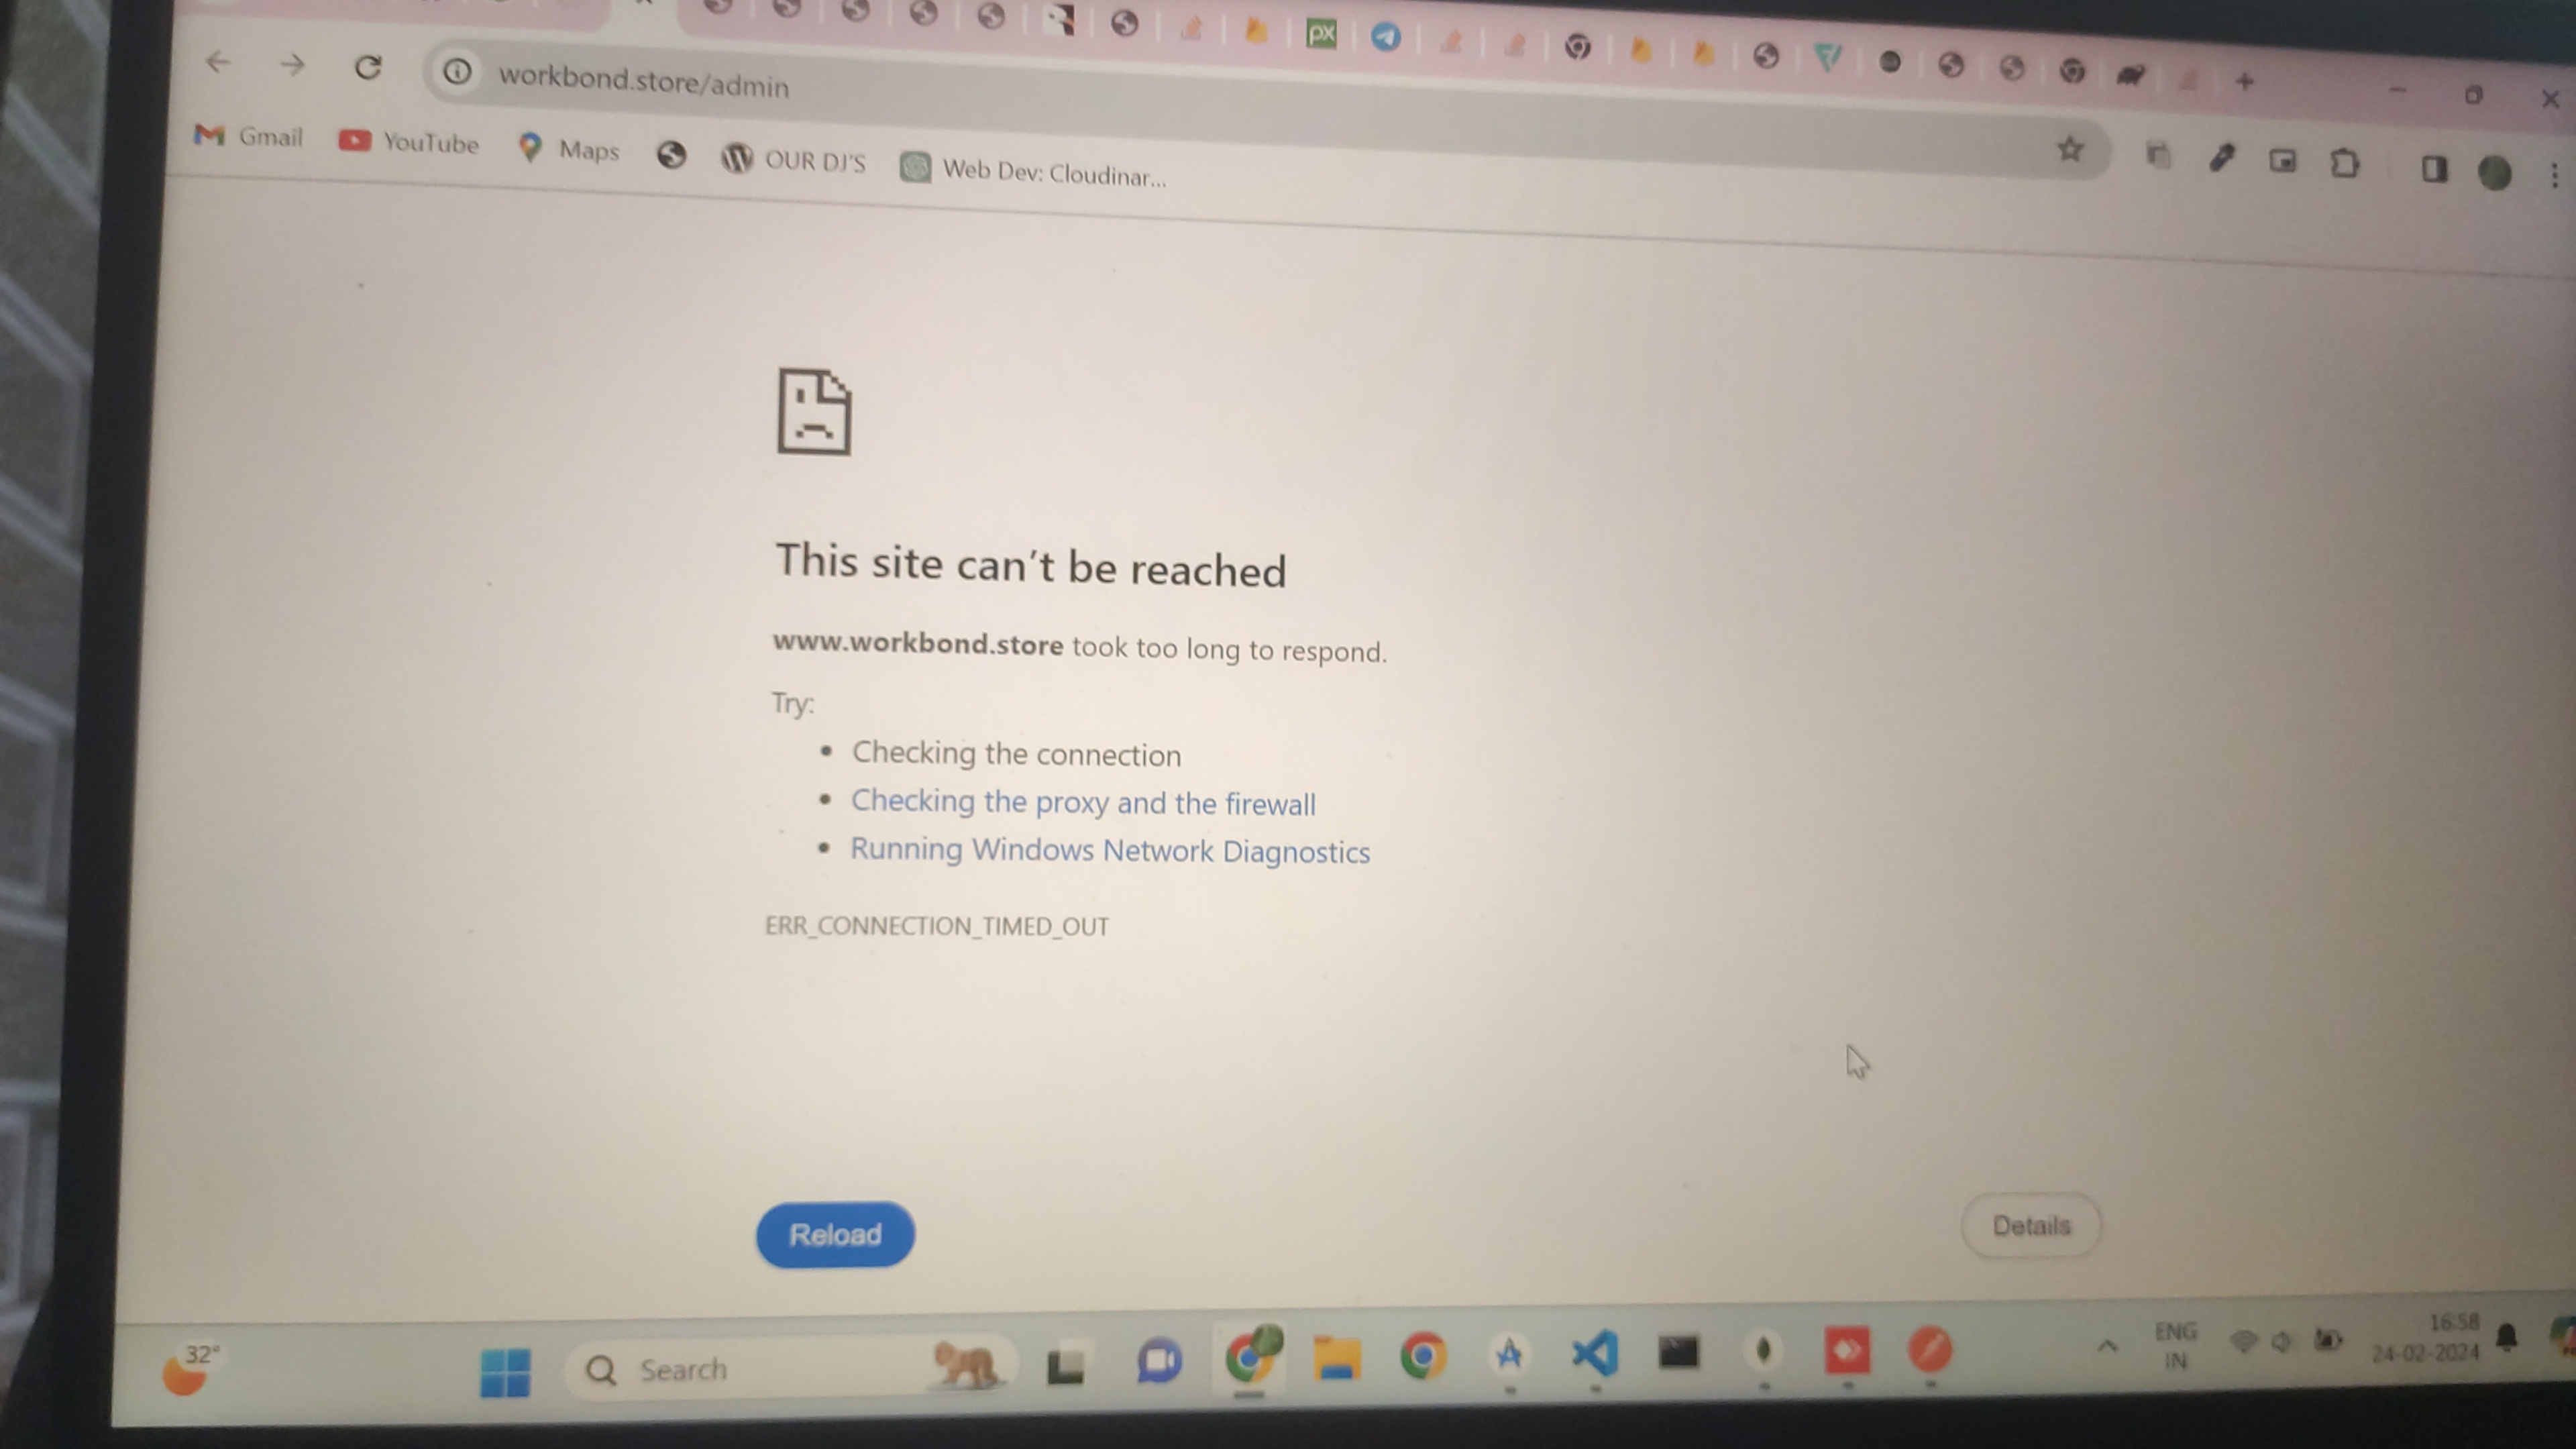 px
workbond.store/admin
Gmail YouTube Maps OUR DJ'S Web Dev: Cloudinar...
This site can't be reached
www.workbond.store took too long to respond.
Try:
• Checking the connection
• Checking the proxy and the firewall
• Running Windows Network Diagnostics
ERR_CONNECTION_TIMED_OUT
Reload
Details
32°
Search
ENG
IN
16:58
24-02-2024